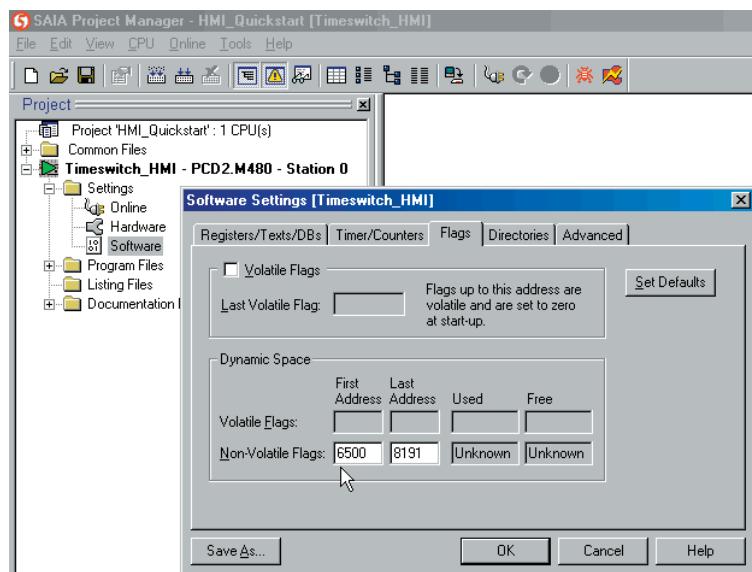 SAIA Project Manager - HMI_Quickstart [Timeswitch_HMI]
File Edit View CPU Online Tools Help
Project
Project 'HMI_Quickstart' : 1 CPU(s)
Common Files
Timeswitch_HMI - PCD2.M480 - Station 0
Settings
Online
Hardware
Software
Program Files
Listing Files
Documentation
Software Settings [Timeswitch_HMI]
Registers/Texts/DBs Timer/Counters Flags Directories Advanced
Volatile Flags
Last Volatile Flag:
Flags up to this address are
volatile and are set to zero
at start-up.
Set Defaults
Dynamic Space
First Address Last Address Used Free
Volatile Flags:
Non-Volatile Flags: 6500 8191 Unknown Unknown
Save As... OK Cancel Help